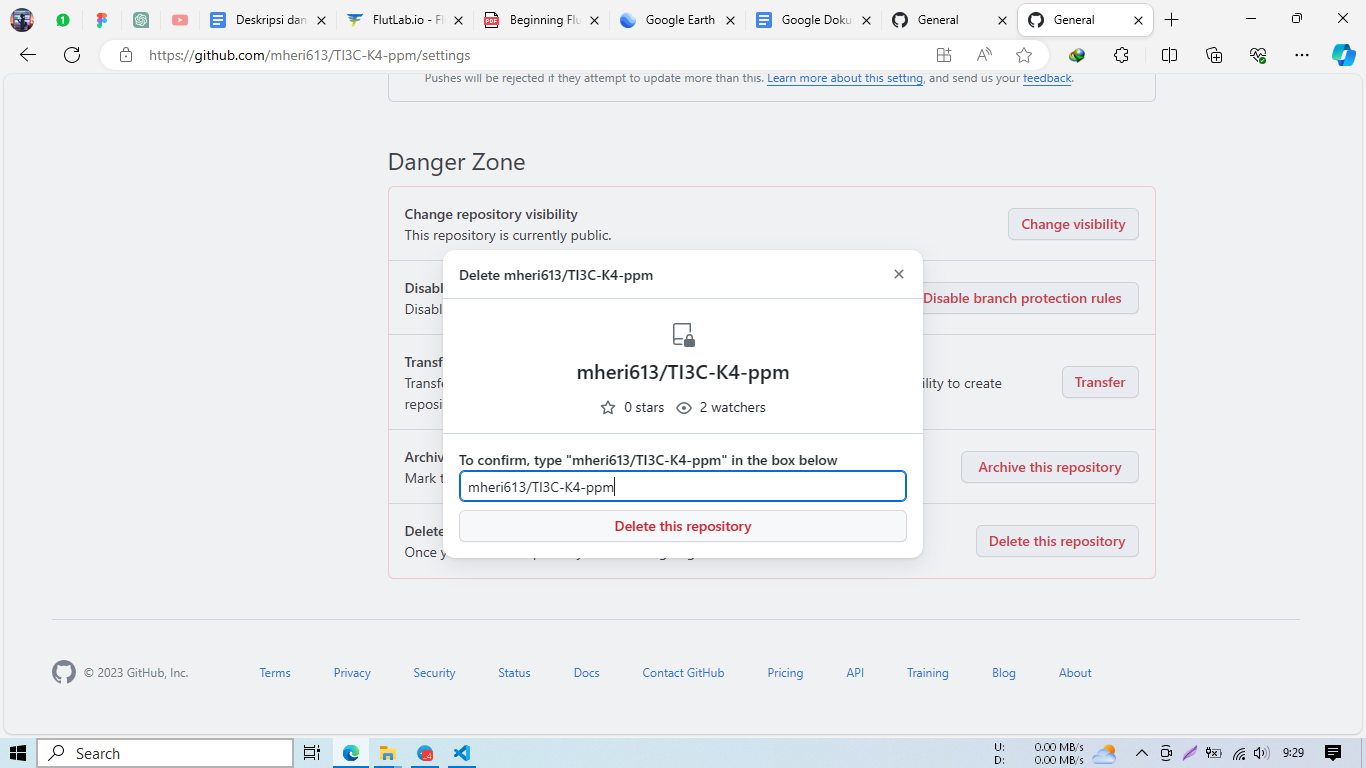 1
Deskripsi dan
FlutLab.io - Fl
Beginning Flu
Google Earth
Google Doku
General
General
https://github.com/mheri613/TI3C-K4-ppm/settings
Pushes will be rejected if they attempt to update more than this. Learn more about this setting, and send us your feedback.
Danger Zone
Change repository visibility
This repository is currently public.
Change visibility
Disabl
Disabl
Disable branch protection rules
Transf
Transfe
ility to create
reposi
Transfer
Archiv
Mark t
Archive this repository
Delete
Once y
Delete this repository
Delete mheri613/TI3C-K4-ppm
mheri613/TI3C-K4-ppm
0 stars
2 watchers
To confirm, type "mheri613/TI3C-K4-ppm" in the box below
mheri613/TI3C-K4-ppm
Delete this repository
© 2023 GitHub, Inc.
Terms
Privacy
Security
Status
Docs
Contact GitHub
Pricing
API
Training
Blog
About
Search
U: 0.00 MB/s
D: 0.00 MB/s
9:29